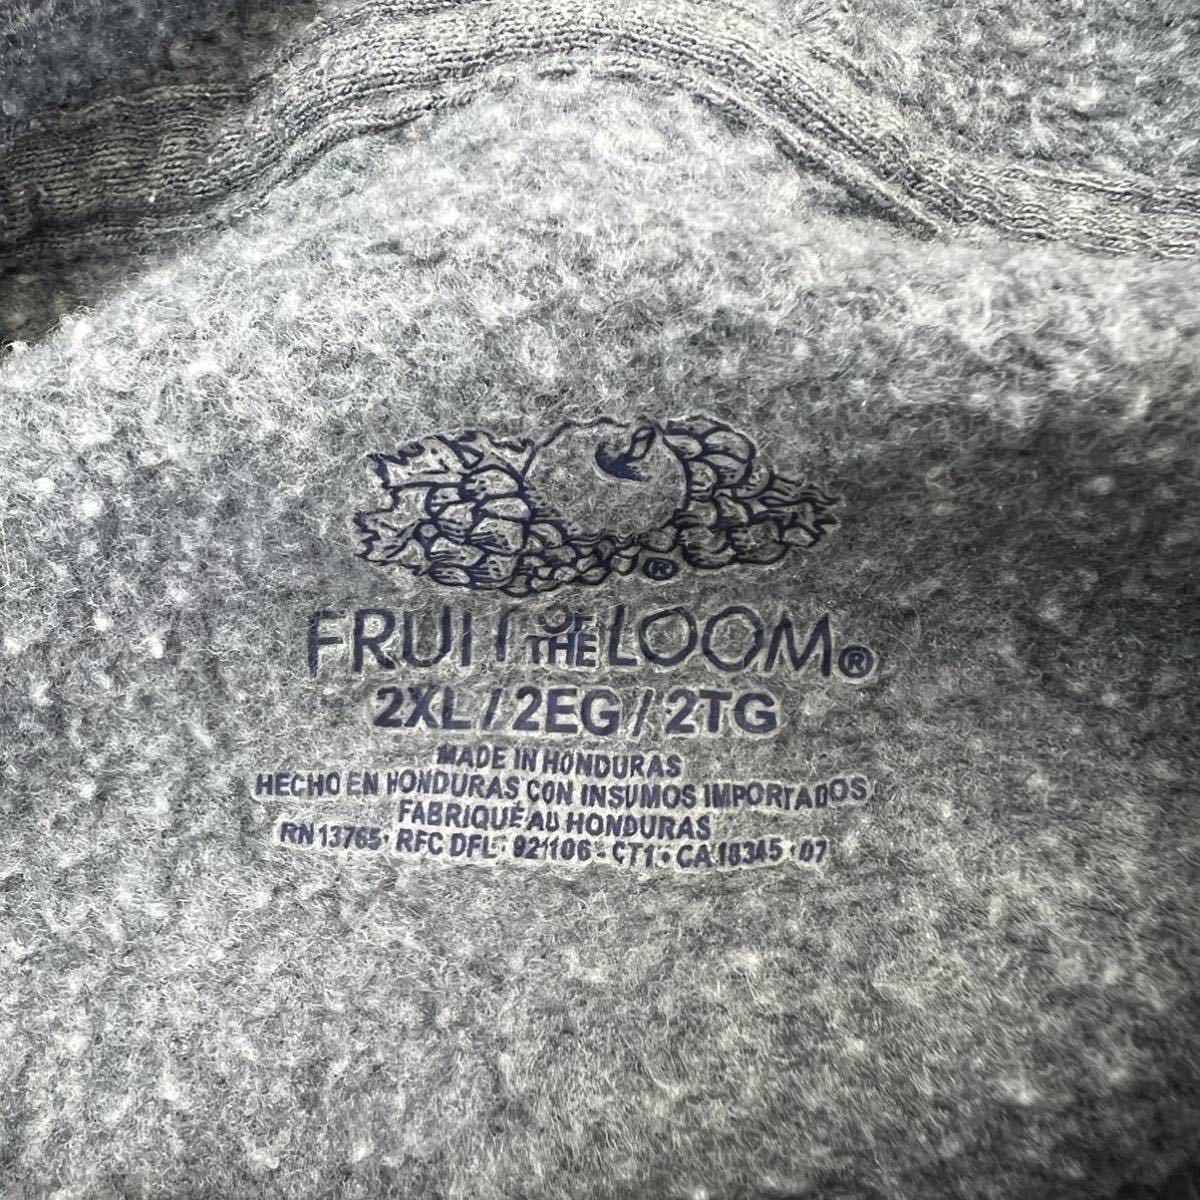 ®
FRUIT OF THE LOOM®
2XL / 2EG / 2TG
MADE IN HONDURAS
HECHO EN HONDURAS CON INSUMOS IMPORTADOS
FABRIQUÉ AU HONDURAS
RN 13765 · RFC DFL: 921106 - CT1 · CA 18345 · 07